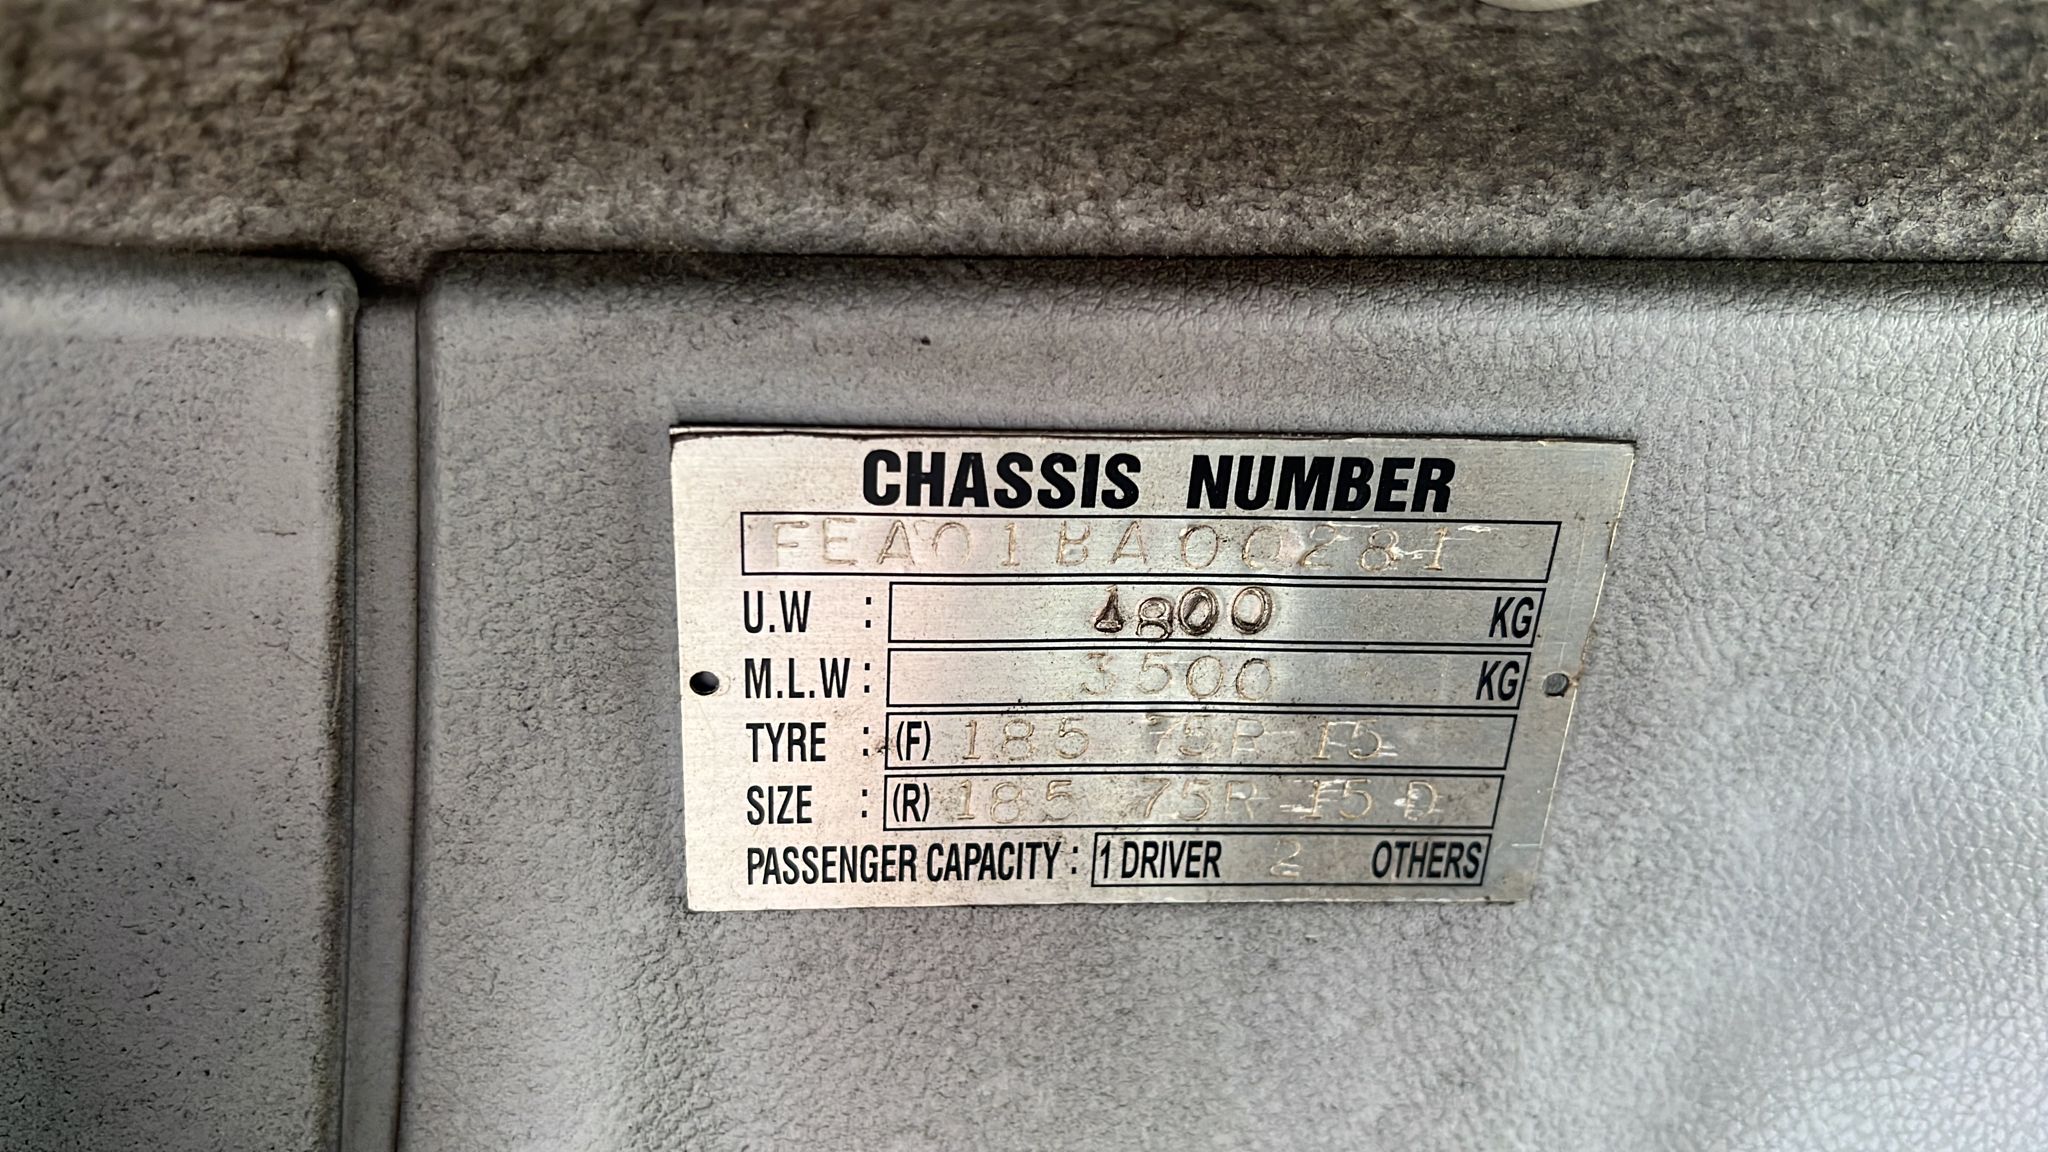 CHASSIS NUMBER
FEA01BA00281
U.W : 1800 KG
M.L.W : 3500 KG
TYRE : (F) 185 75R 15
SIZE : (R) 185 75R 15 D
PASSENGER CAPACITY : 1 DRIVER 2 OTHERS